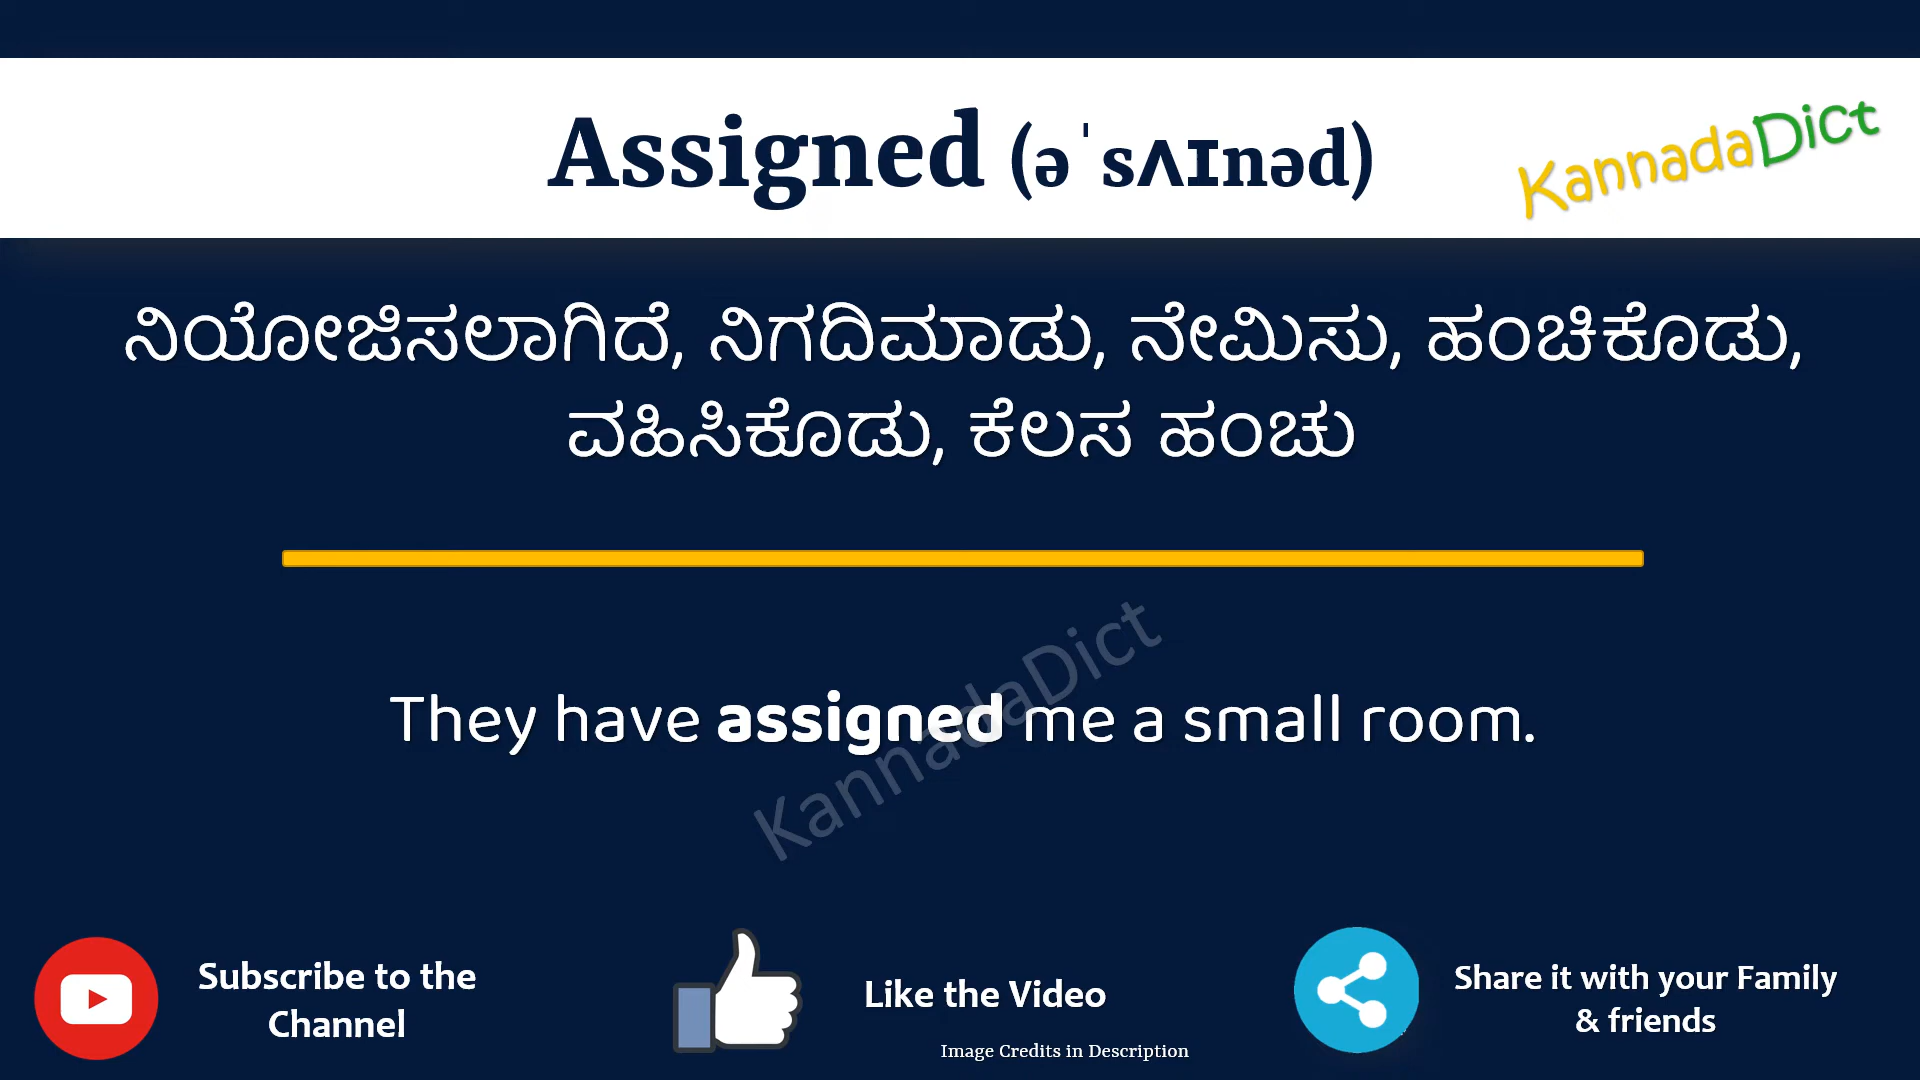 Assigned (əˈsʌɪnəd)
KannadaDict
ನಿಯೋಜಿಸಲಾಗಿದೆ, ನಿಗದಿಮಾಡು, ನೇಮಿಸು, ಹಂಚಿಕೊಡು,
ವಹಿಸಿಕೊಡು, ಕೆಲಸ ಹಂಚು
They have assigned me a small room.
KannadaDict
Subscribe to the
Channel
Like the Video
Share it with your Family
& friends
Image Credits in Description